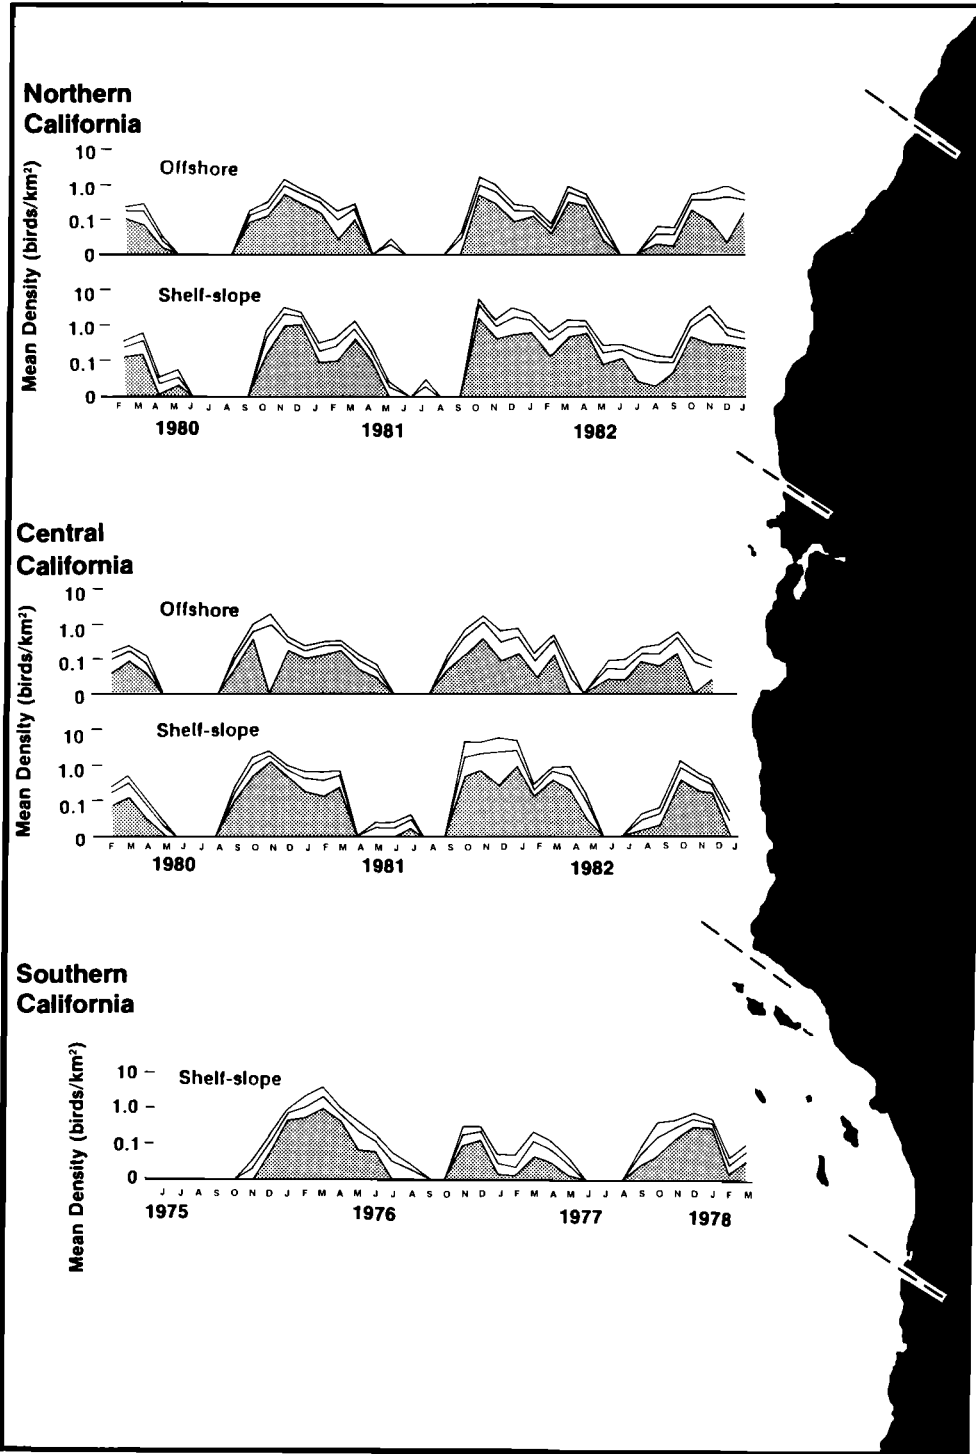 Northern
California
Mean Density (birds/km²)
Offshore
10
1.0
0.1
0
Shelf-slope
10
1.0
0.1
0
F M A M J J A S O N D J F M A M J J A S O N D J F M A M J J A S O N D J
1980 1981 1982
Central
California
Mean Density (birds/km²)
Offshore
10
1.0
0.1
0
Shelf-slope
10
1.0
0.1
0
F M A M J J A S O N D J F M A M J J A S O N D J F M A M J J A S O N D J
1980 1981 1982
Southern
California
Mean Density (birds/km²)
Shelf-slope
10
1.0
0.1
0
J J A S O N D J F M A M J J A S O N D J F M A M J J A S O N D J F M
1975 1976 1977 1978